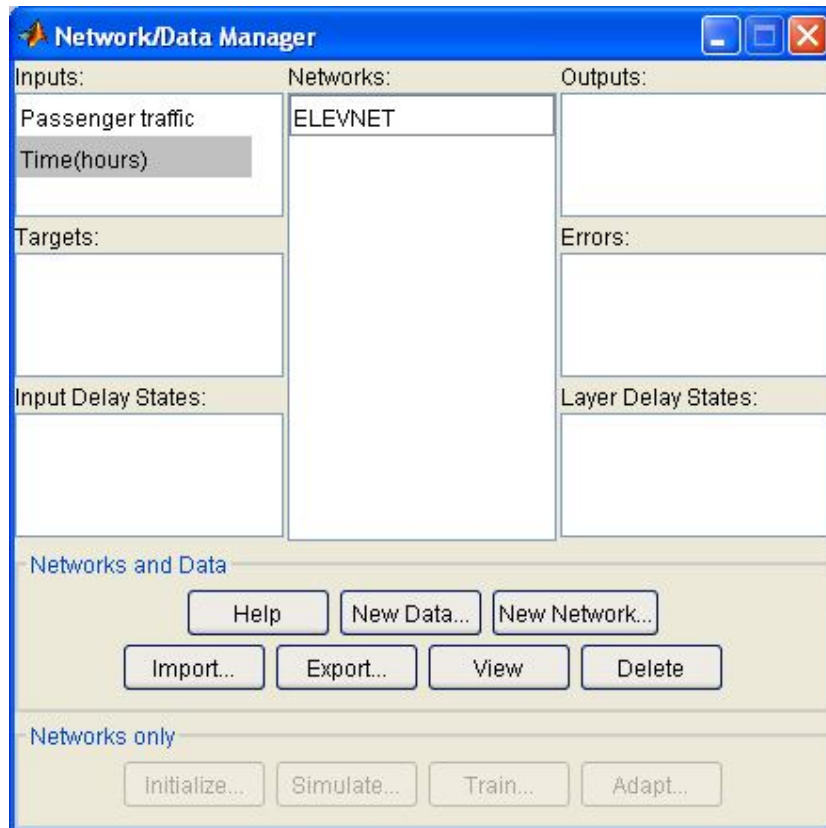 Network/Data Manager
Inputs:
Networks:
Outputs:
Passenger traffic
ELEVNET
Time(hours)
Targets:
Errors:
Input Delay States:
Layer Delay States:
Networks and Data
Help
New Data...
New Network...
Import...
Export...
View
Delete
Networks only
Initialize...
Simulate...
Train...
Adapt...